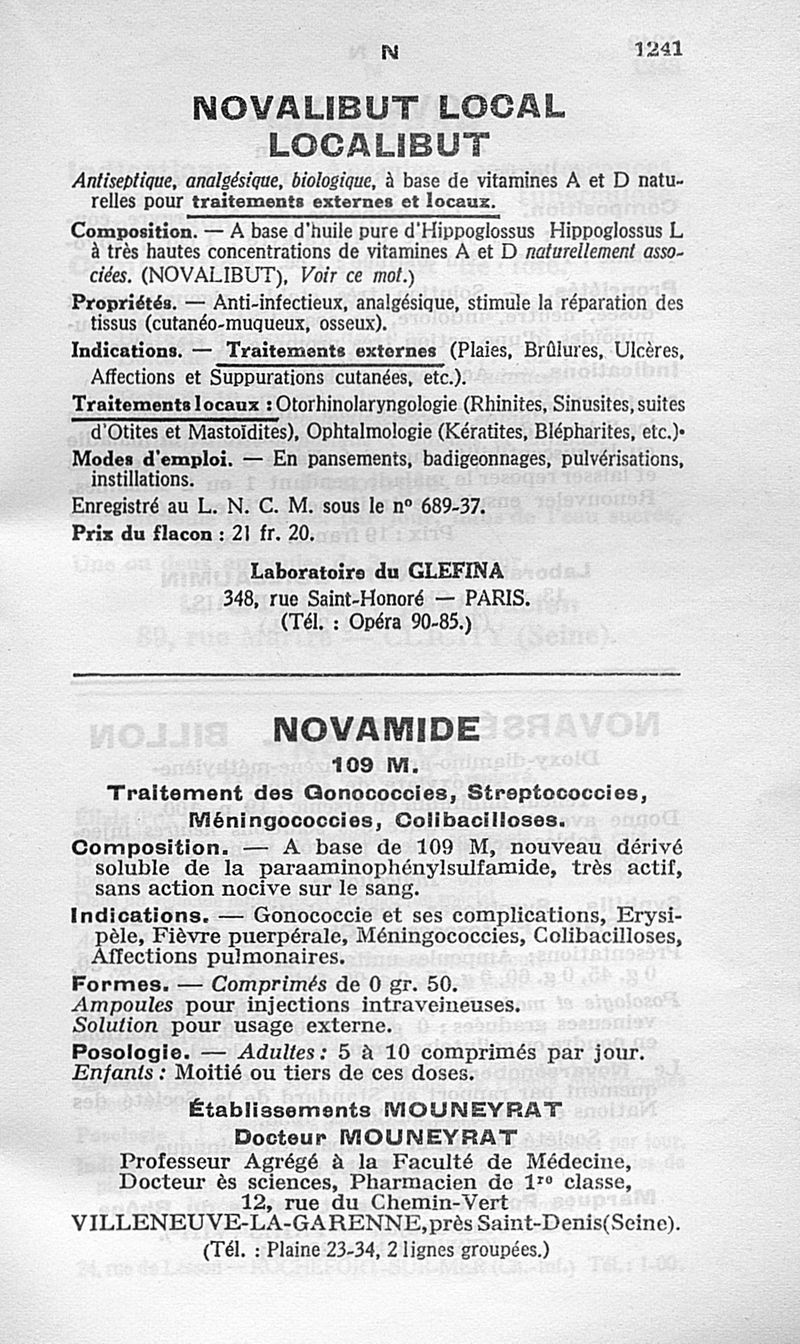 N
1241
NOVALIBUT LOCAL
LOCALIBUT
Antiseptique, analgésique, biologique, à base de vitamines A et D natu-
relles pour traitements externes et locaux.
Composition. — A base d'huile pure d'Hippoglossus Hippoglossus L
à très hautes concentrations de vitamines A et D naturellement asso-
ciées. (NOVALIBUT), Voir ce mot.)
Propriétés. — Anti-infectieux, analgésique, stimule la réparation des
tissus (cutanéo-muqueux, osseux).
Indications. — Traitements externes (Plaies, Brûlures, Ulcères,
Affections et Suppurations cutanées, etc.).
Traitements locaux : Otorhinolaryngologie (Rhinites, Sinusites, suites
d'Otites et Mastoïdites), Ophtalmologie (Kératites, Blépharites, etc.).
Modes d'emploi. — En pansements, badigeonnages, pulvérisations,
instillations.
Enregistré au L. N. C. M. sous le n° 689-37.
Prix du flacon : 21 fr. 20.
Laboratoire du GLEFINA
348, rue Saint-Honoré — PARIS.
(Tél. : Opéra 90-85.)
NOVAMIDE
109 M.
Traitement des Gonococcies, Streptococcies,
Méningococcies, Colibacilloses.
Composition. — A base de 109 M, nouveau dérivé
soluble de la paraaminophénylsulfamide, très actif,
sans action nocive sur le sang.
Indications. — Gonococcie et ses complications, Erysi-
pèle, Fièvre puerpérale, Méningococcies, Colibacilloses,
Affections pulmonaires.
Formes. — Comprimés de 0 gr. 50.
Ampoules pour injections intraveineuses.
Solution pour usage externe.
Posologie. — Adultes : 5 à 10 comprimés par jour.
Enfants : Moitié ou tiers de ces doses.
Établissements MOUNEYRAT
Docteur MOUNEYRAT
Professeur Agrégé à la Faculté de Médecine,
Docteur ès sciences, Pharmacien de 1re classe,
12, rue du Chemin-Vert
VILLENEUVE-LA-GARENNE, près Saint-Denis (Seine).
(Tél. : Plaine 23-34, 2 lignes groupées.)